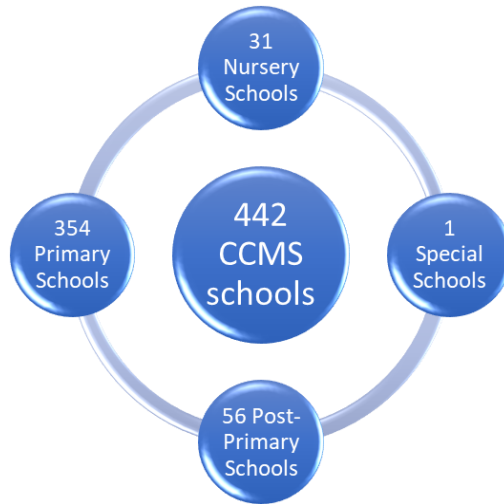 31
Nursery
Schools
354
Primary
Schools
442
CCMS
schools
1
Special
Schools
56 Post-
Primary
Schools